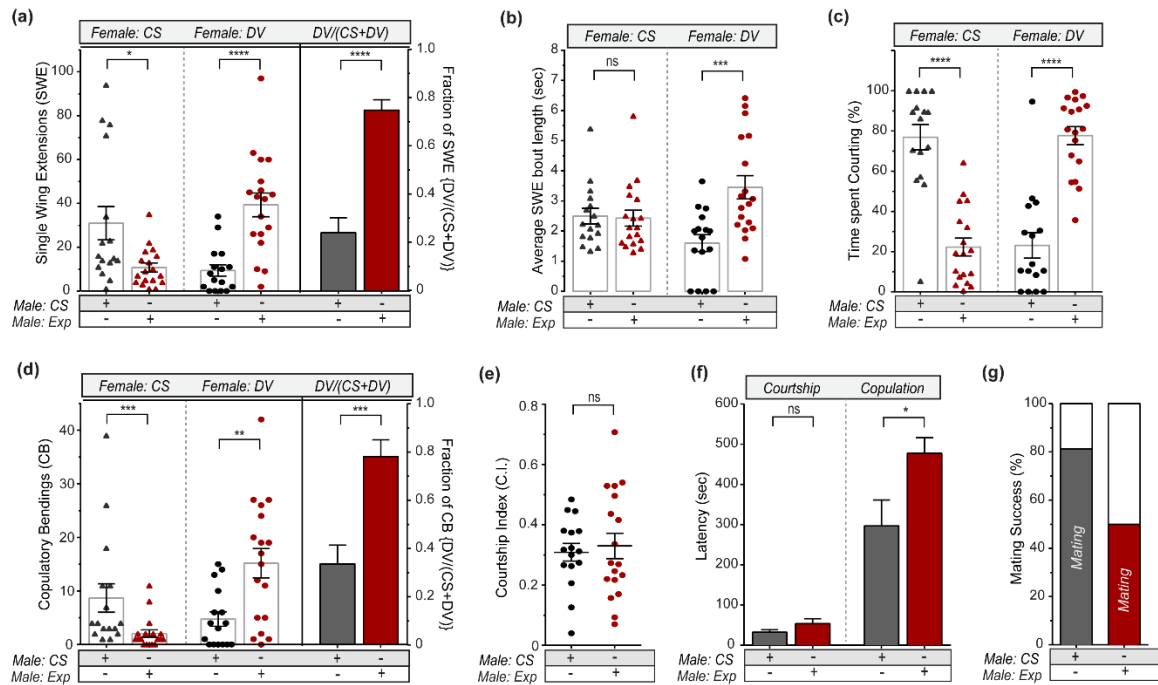 (a)
Female: CS Female: DV DV/(CS+DV)
* **** ****
Single Wing Extensions (SWE)
100
80
60
40
20
0
1.0
0.8
0.6
0.4
0.2
0
Fraction of SWE {DV/(CS+DV)}
Male: CS + - + - + -
Male: Exp - + - + - +
(b)
Female: CS Female: DV
ns ***
Average SWE bout length (sec)
8
7
6
5
4
3
2
1
0
Male: CS + - + -
Male: Exp - + - +
(c)
Female: CS Female: DV
**** ****
Time spent Courting (%)
100
80
60
40
20
0
Male: CS + - + -
Male: Exp - + - +
(d)
Female: CS Female: DV DV/(CS+DV)
*** ** ***
Copulatory Bendings (CB)
40
30
20
10
0
1.0
0.8
0.6
0.4
0.2
0
Fraction of CB {DV/(CS+DV)}
Male: CS + - + - + -
Male: Exp - + - + - +
(e)
ns
Courtship Index (C.I.)
0.8
0.6
0.4
0.2
0
Male: CS + -
Male: Exp - +
(f)
Courtship Copulation
ns *
Latency (sec)
600
500
400
300
200
100
0
Male: CS + - + -
Male: Exp - + - +
(g)
Mating Success (%)
100
80
60
40
20
0
Mating
Mating
Male: CS + -
Male: Exp - +